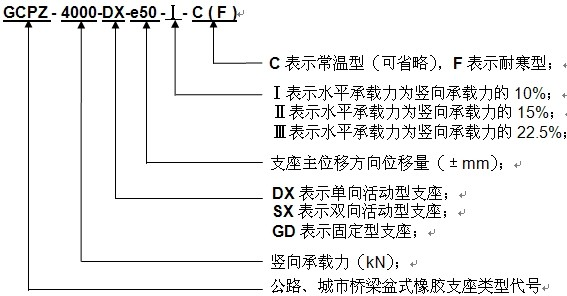 GCPZ-4000-DX-e50-Ⅰ-C(F)
C 表示常温型（可省略），F 表示耐寒型；
Ⅰ表示水平承载力为竖向承载力的 10%；
Ⅱ表示水平承载力为竖向承载力的 15%；
Ⅲ表示水平承载力为竖向承载力的 22.5%；
支座主位移方向位移量（±mm）；
DX 表示单向活动型支座；
SX 表示双向活动型支座；
GD 表示固定型支座；
竖向承载力（kN）；
公路、城市桥梁盆式橡胶支座类型代号